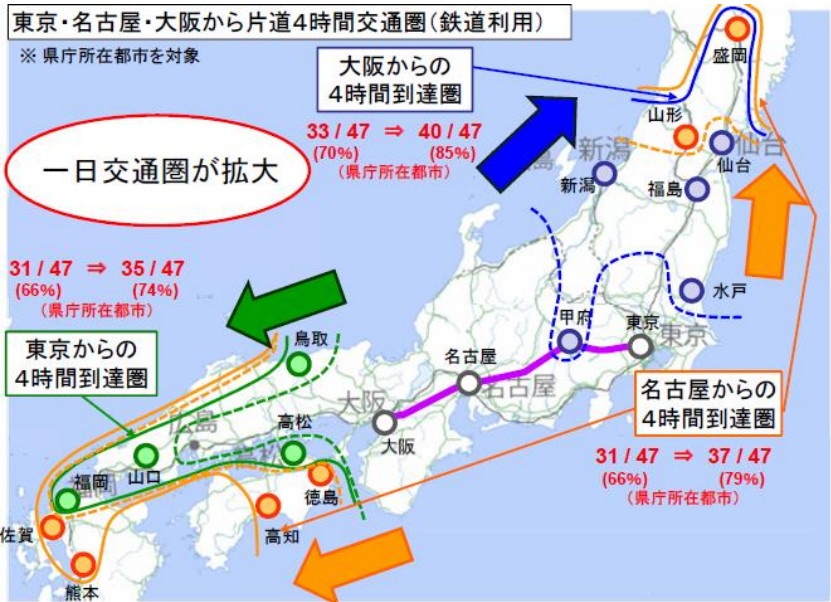 東京・名古屋・大阪から片道4時間交通圏(鉄道利用)
※ 県庁所在都市を対象
大阪からの
4時間到達圏
33 / 47 ⇒ 40 / 47
(70%) (85%)
(県庁所在都市)
一日交通圏が拡大
31 / 47 ⇒ 35 / 47
(66%) (74%)
(県庁所在都市)
東京からの
4時間到達圏
名古屋からの
4時間到達圏
31 / 47 ⇒ 37 / 47
(66%) (79%)
(県庁所在都市)
盛岡
山形
仙台
仙台
新潟
新潟
福島
水戸
甲府
東京
東京
名古屋
名古屋
大阪
大阪
鳥取
広島
高松
高松
山口
福岡
福岡
徳島
高知
佐賀
熊本